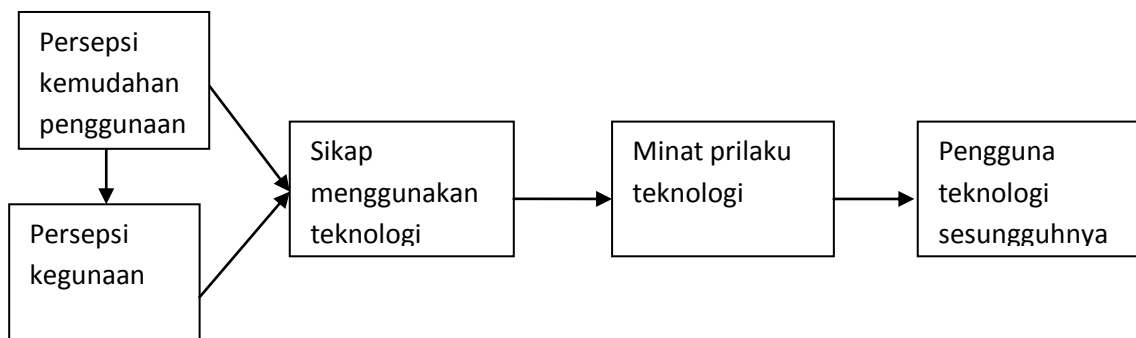 Persepsi
kemudahan
penggunaan
Persepsi
kegunaan
Sikap
menggunakan
teknologi
Minat prilaku
teknologi
Pengguna
teknologi
sesungguhnya